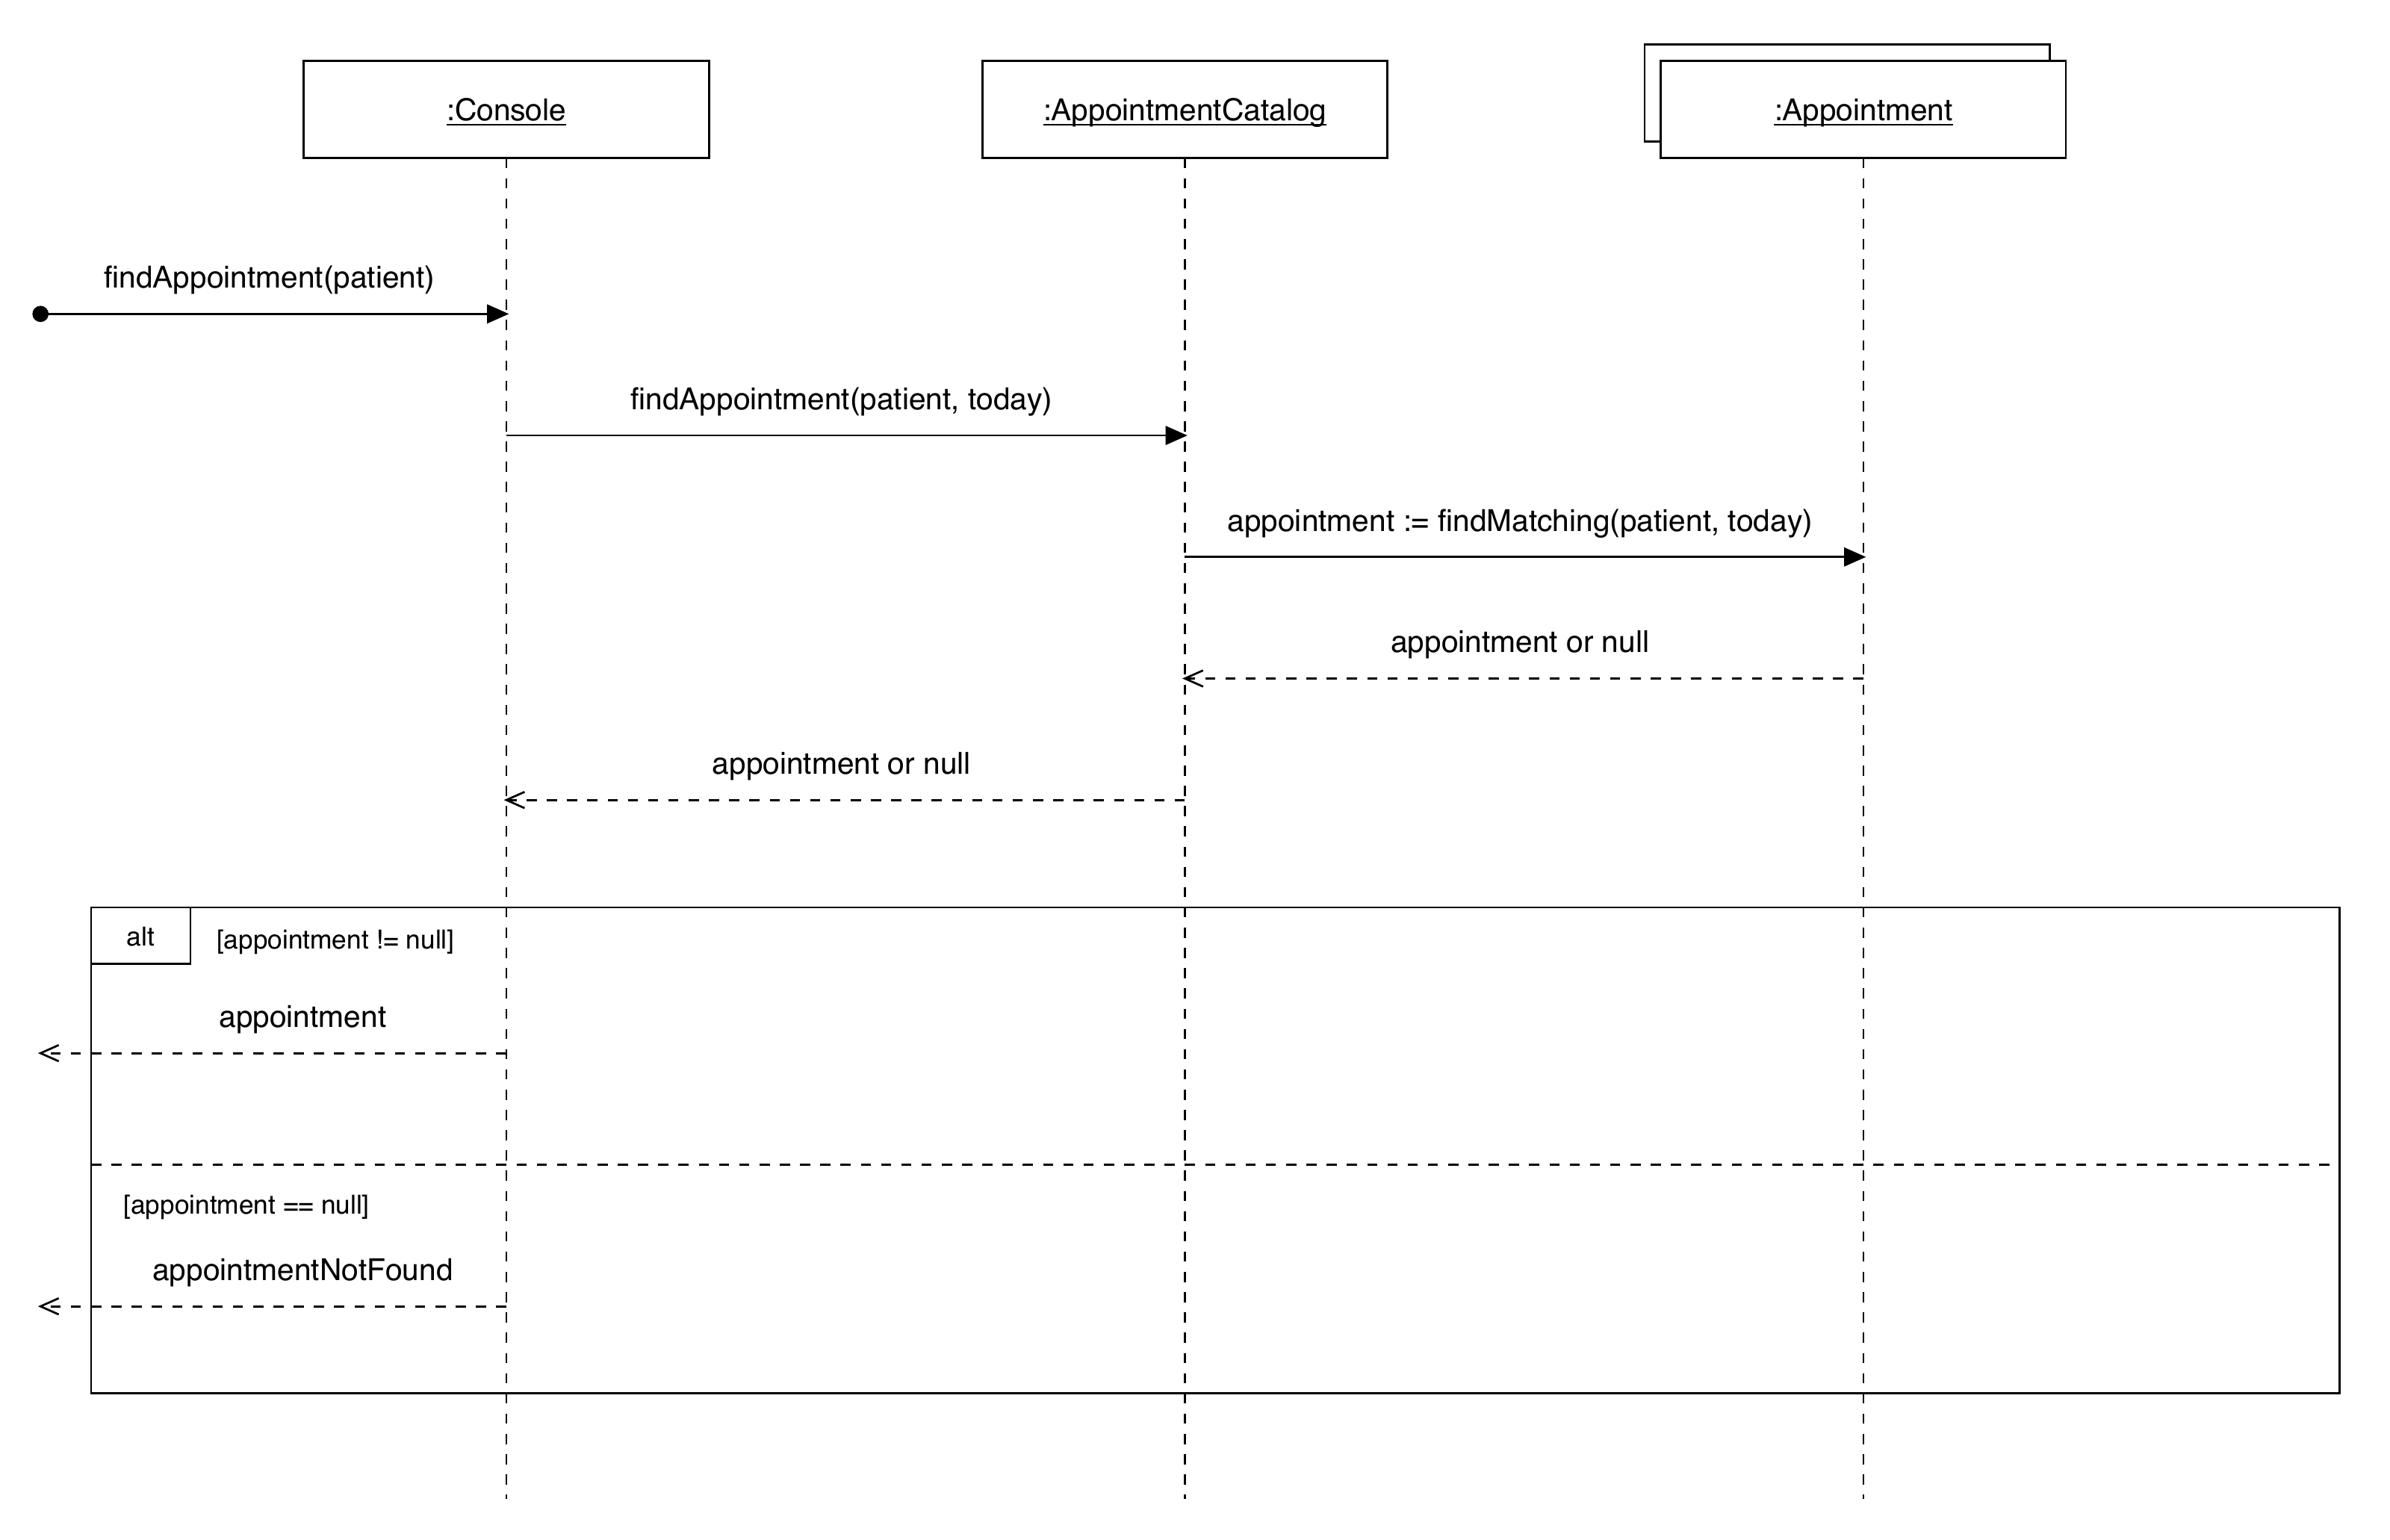 :Console
:AppointmentCatalog
:Appointment
findAppointment(patient)
findAppointment(patient, today)
appointment := findMatching(patient, today)
appointment or null
appointment or null
alt
[appointment != null]
appointment
[appointment == null]
appointmentNotFound